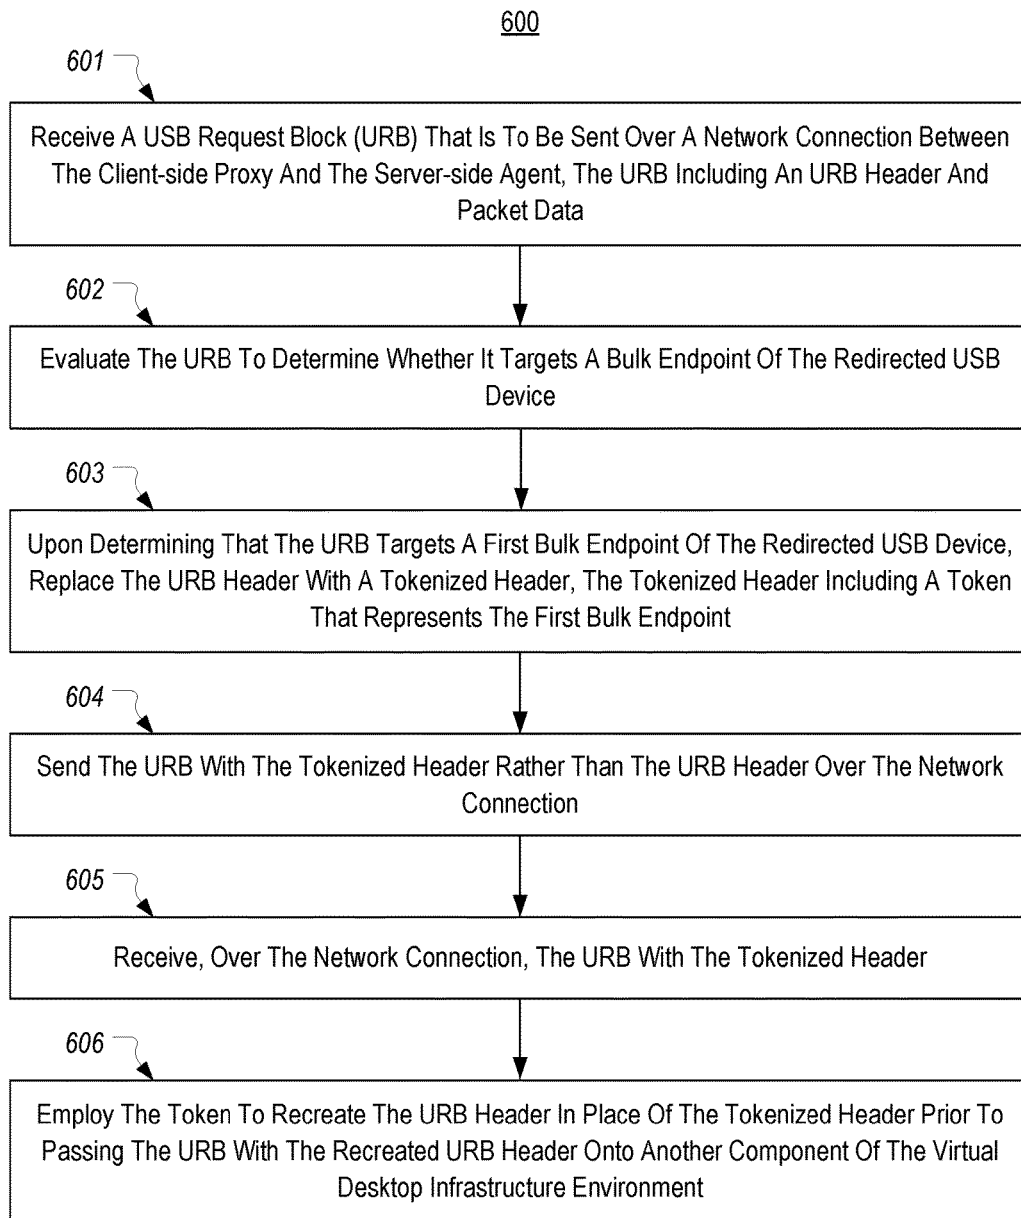 600
601
Receive A USB Request Block (URB) That Is To Be Sent Over A Network Connection Between
The Client-side Proxy And The Server-side Agent, The URB Including An URB Header And
Packet Data
602
Evaluate The URB To Determine Whether It Targets A Bulk Endpoint Of The Redirected USB
Device
603
Upon Determining That The URB Targets A First Bulk Endpoint Of The Redirected USB Device,
Replace The URB Header With A Tokenized Header, The Tokenized Header Including A Token
That Represents The First Bulk Endpoint
604
Send The URB With The Tokenized Header Rather Than The URB Header Over The Network
Connection
605
Receive, Over The Network Connection, The URB With The Tokenized Header
606
Employ The Token To Recreate The URB Header In Place Of The Tokenized Header Prior To
Passing The URB With The Recreated URB Header Onto Another Component Of The Virtual
Desktop Infrastructure Environment